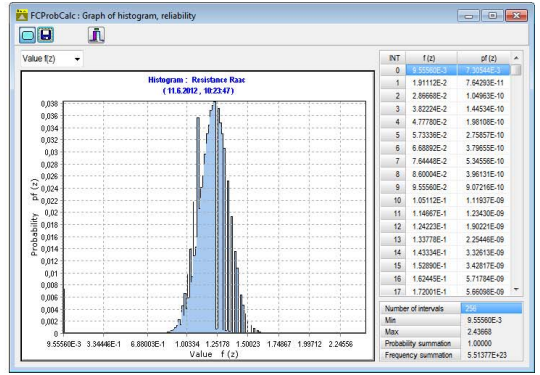 FCProbCalc : Graph of histogram, reliability
Value f(z)
Histogram : Resistance Raac
( 11.6.2012 , 10:23:47 )
Probability pf (z)
0,038
0,036
0,034
0,032
0,03
0,028
0,026
0,024
0,022
0,02
0,018
0,016
0,014
0,012
0,01
0,008
0,006
0,004
0,002
0
9.55560E-3 3.34446E-1 6.88003E-1 1.00334 1.25178 1.50023 1.74867 1.99712 2.24556
Value f (z)
INT f (z) pf (z)
0 9.55560E-3 7.30544E-3
1 1.91112E-2 7.64293E-11
2 2.86668E-2 1.04963E-10
3 3.82224E-2 1.44534E-10
4 4.77780E-2 1.98108E-10
5 5.73336E-2 2.75857E-10
6 6.68892E-2 3.79655E-10
7 7.64448E-2 5.34556E-10
8 8.60004E-2 3.96131E-10
9 9.55560E-2 9.07216E-10
10 1.05112E-1 1.11937E-09
11 1.14667E-1 1.23430E-09
12 1.24223E-1 1.90221E-09
13 1.33778E-1 2.25446E-09
14 1.43334E-1 3.32613E-09
15 1.52890E-1 3.42817E-09
16 1.62445E-1 5.71784E-09
17 1.72001E-1 5.66098E-09
Number of intervals 256
Min 9.55560E-3
Max 2.43668
Probability summation 1.00000
Frequency summation 5.51377E+23